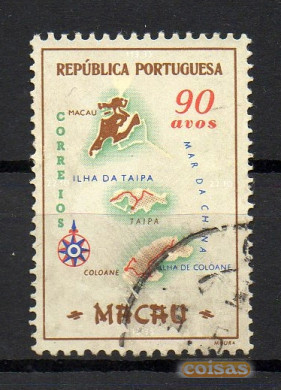 REPÚBLICA PORTUGUESA
MACAU
90
avos
CORREIOS
ILHA DA TAIPA
MAR DA CHINA
TAIPA
COLOANE
ILHA DE COLOANE
MACAU
MAURA
coisas